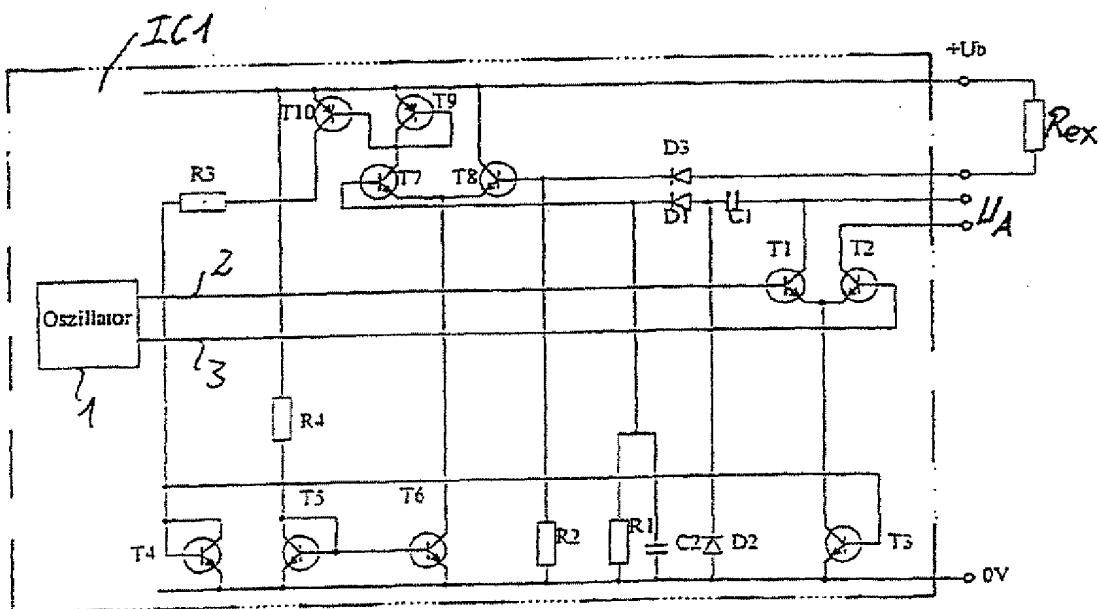 IC1
+Ub
T10
T9
Rex
R3
T7
T8
D3
D1
C1
UA
T1
T2
2
Oszillator
3
1
R4
T5
T6
T4
R2
R1
C2
D2
T3
0V